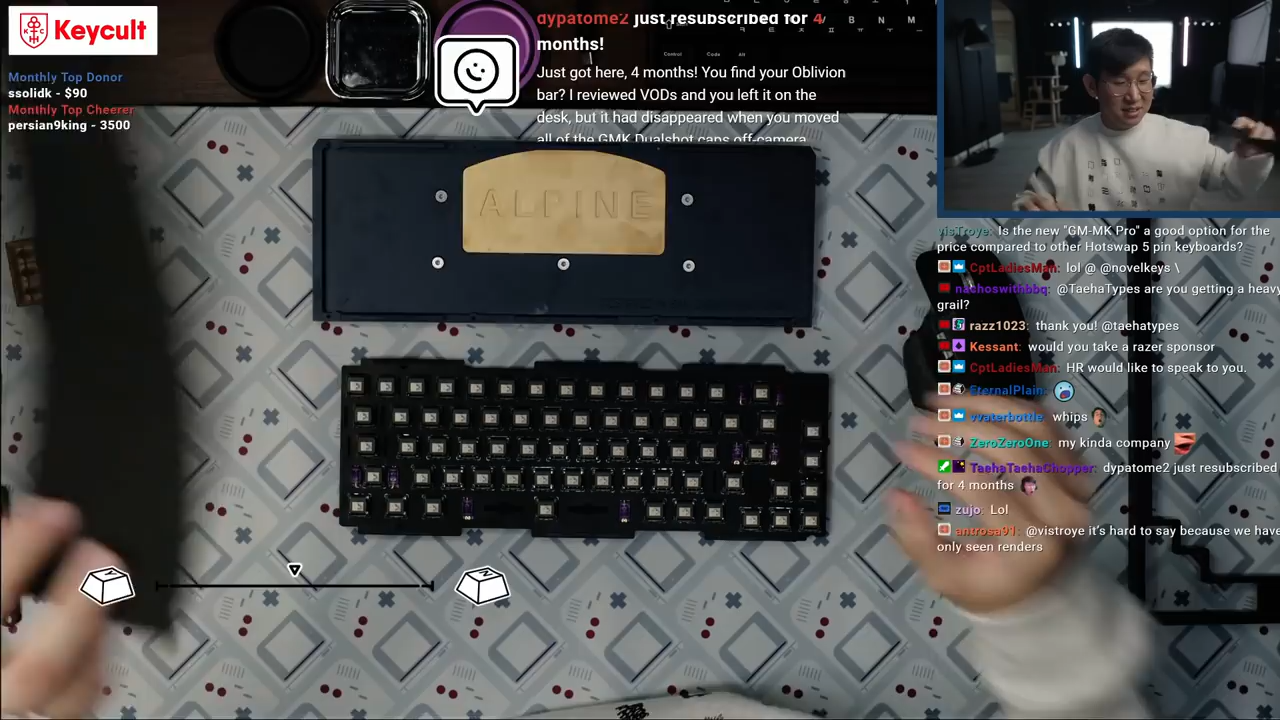 Keycult
Monthly Top Donor
ssolidk - $90
Monthly Top Cheerer
persian9king - 3500
dypatome2 just resubscribed for 4
months!
Just got here, 4 months! You find your Oblivion
bar? I reviewed VODs and you left it on the
desk, but it had disappeared when you moved
all of the GMK Dualshot caps off-camera
B N M
Control Code Alt
ALPINE
visTroye: Is the new "GM-MK Pro" a good option for the
price compared to other Hotswap 5 pin keyboards?
CptLadiesMan: lol @ @novelkeys \
nachoswithbbq: @TaehaTypes are you getting a heavy
grail?
razz1023: thank you! @taehatypes
Kessant: would you take a razer sponsor
CptLadiesMan: HR would like to speak to you.
EternalPlain:
vvaterbottle: whips
ZeroZeroOne: my kinda company
TaehaTaehaChopper: dypatome2 just resubscribed
for 4 months
zujo: Lol
antrosa91: @vistroye it's hard to say because we have
only seen renders